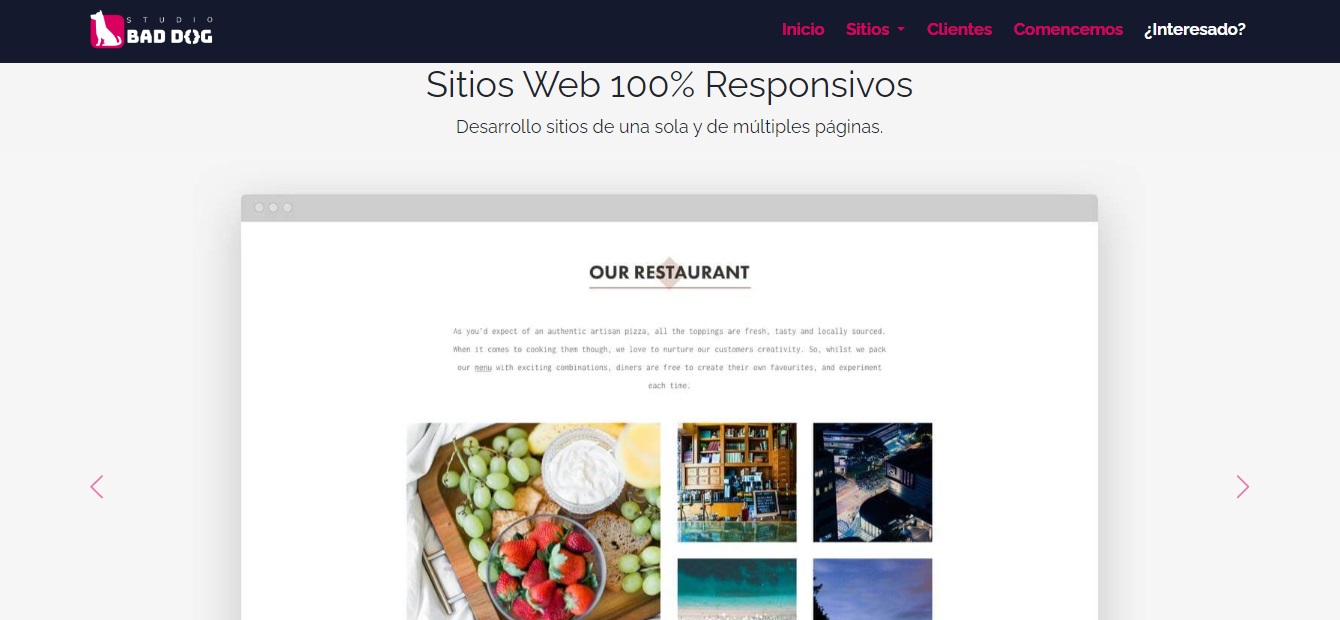 STUDIO
BAD DOG
Inicio Sitios Clientes Comencemos ¿Interesado?
Sitios Web 100% Responsivos
Desarrollo sitios de una sola y de múltiples páginas.
OUR RESTAURANT
As you'd expect of an authentic artisan pizza, all the toppings are fresh, tasty and locally sourced.
When it comes to cooking them though, we love to nurture our customers creativity. So, whilst we pack
our menu with exciting combinations, diners are free to create their own favourites, and experiment
each time.